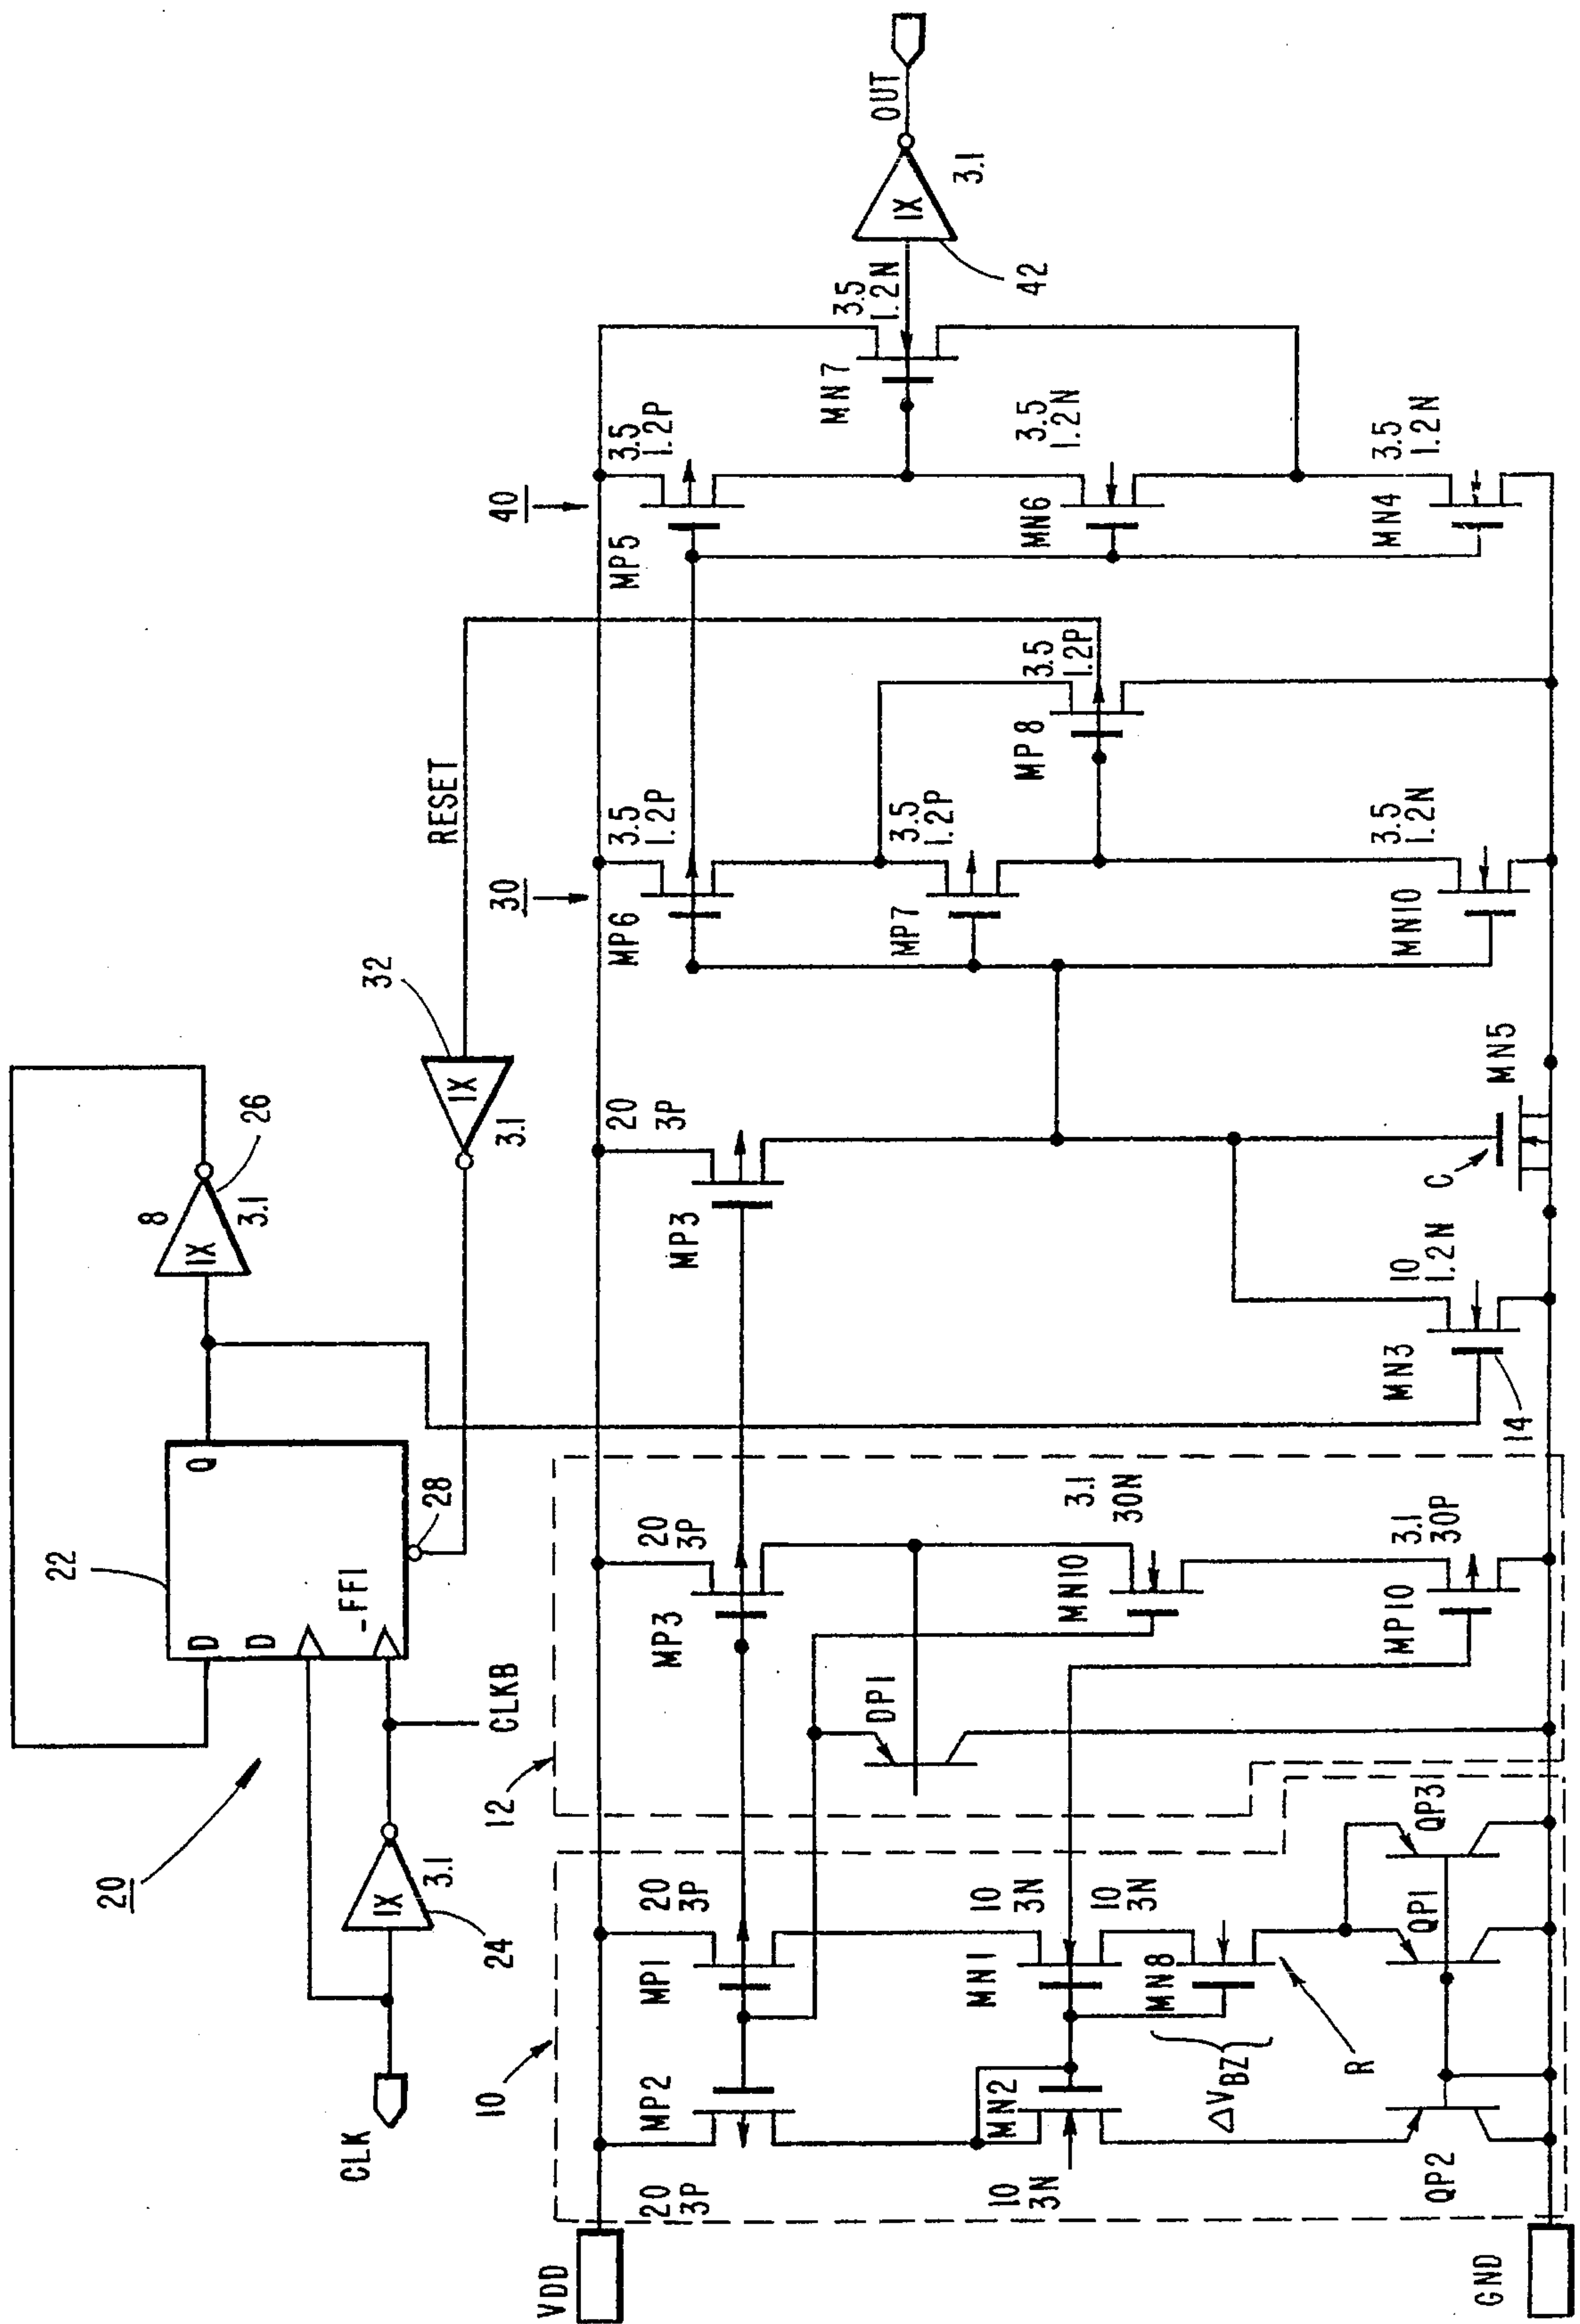 20
22
D
D
_FF1
Q
28
8
1X
3.1
26
CLK
1X
3.1
24
CLKB
RESET
32
1X
3.1
10
12
30
40
VDD
20
3P
MP2
MP1
20
3P
MP3
20
3P
MP3
20
3P
MP6
3.5
1.2P
MP5
3.5
1.2P
MN7
3.5
1.2N
1X
3.1
42
OUT
DP1
MN10
3.1
30N
MP7
3.5
1.2P
MP8
3.5
1.2P
MN6
3.5
1.2N
10
3N
MN2
MN1
10
3N
MN8
10
3N
ΔVBZ
R
MP10
3.1
30P
MN3
10
1.2N
14
C
MN5
MN10
3.5
1.2N
MN4
3.5
1.2N
QP2
QP1
QP3
GND